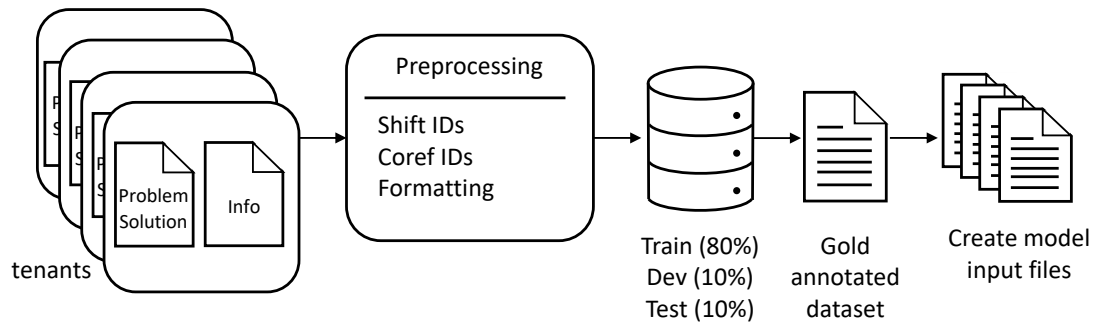 Problem
Solution
Info
tenants
Preprocessing
Shift IDs
Coref IDs
Formatting
Train (80%)
Dev (10%)
Test (10%)
Gold
annotated
dataset
Create model
input files